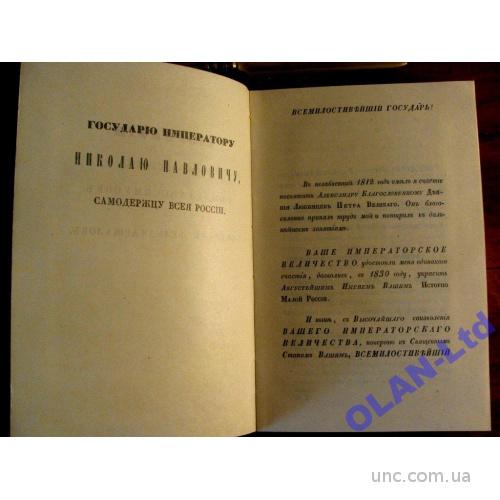 ГОСУДАРЮ ИМПЕРАТОРУ
НИКОЛАЮ ПАВЛОВИЧУ,
САМОДЕРЖЦУ ВСЕЯ РОССІИ.
ВСЕМИЛОСТИВѢЙШІЙ ГОСУДАРЬ!
Въ незабвенный 1812 годъ имѣлъ я счастіе
посвятить Александру Благословенному Дѣя-
нія
Петра Великаго. Онъ благо-
склонно принялъ трудъ мой и поощрилъ къ даль-
нѣйшимъ занятіямъ.
ВАШЕ ИМПЕРАТОРСКОЕ
ВЕЛИЧЕСТВО, удостоили меня одинакаго
счастія, дозволивъ, въ 1830 году, украсить
Августѣйшимъ Именемъ Вашимъ Исторію
Малой Россіи.
И нынѣ, съ Высочайшаго соизволенія
ВАШЕГО ИМПЕРАТОРСКАГО
ВЕЛИЧЕСТВА, повергаю къ Священнымъ
Стопамъ Вашимъ, ВСЕМИЛОСТИВѢЙШІЙ
OLAN-Ltd
unc.com.ua